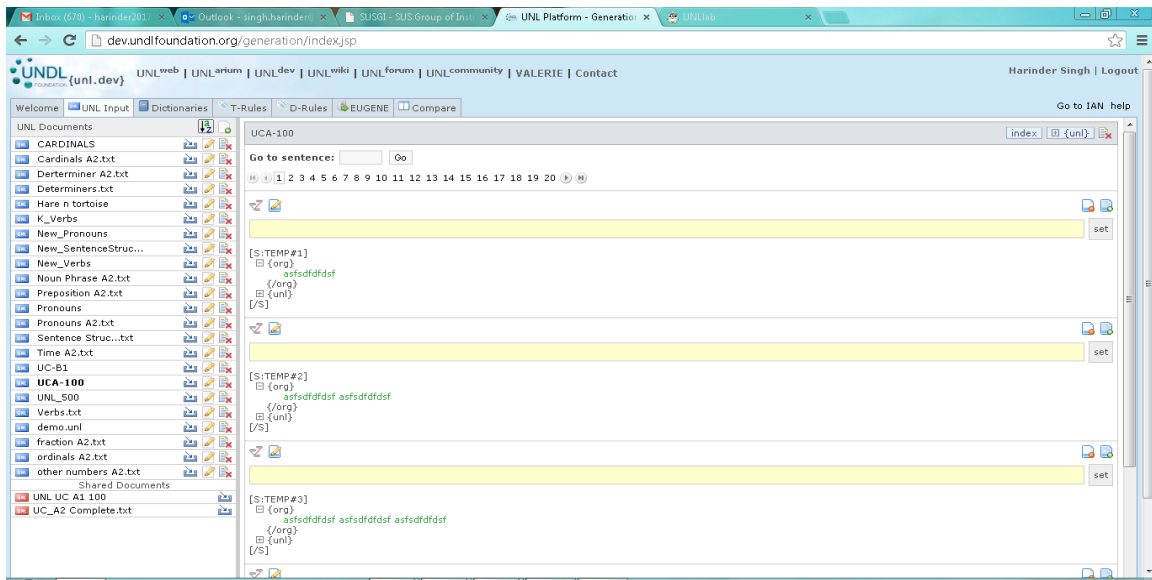 Inbox (670) - harinder201
Outlook - singh.harinder@
SUSGI - SUS Group of Insti
UNL Platform - Generation
UNLlab
dev.undlfoundation.org/generation/index.jsp
UNDL FOUNDATION {unl.dev}
UNLweb | UNLarium | UNLdev | UNLwiki | UNLforum | UNLcommunity | VALERIE | Contact
Harinder Singh | Logout
Welcome UNL Input Dictionaries T-Rules D-Rules EUGENE Compare
Go to IAN help
UNL Documents
CARDINALS
Cardinals A2.txt
Derterminer A2.txt
Determiners.txt
Hare n tortoise
K_Verbs
New_Pronouns
New_SentenceStruc...
New_Verbs
Noun Phrase A2.txt
Preposition A2.txt
Pronouns
Pronouns A2.txt
Sentence Struc...txt
Time A2.txt
UC-B1
UCA-100
UNL_500
Verbs.txt
demo.unl
fraction A2.txt
ordinals A2.txt
other numbers A2.txt
Shared Documents
UNL UC A1 100
UC_A2 Complete.txt
UCA-100
index {unl}
Go to sentence: Go
1 2 3 4 5 6 7 8 9 10 11 12 13 14 15 16 17 18 19 20
set
[S:TEMP#1]
{org}
asfsdfdfdsf
{/org}
{unl}
[/S]
set
[S:TEMP#2]
{org}
asfsdfdfdsf asfsdfdfdsf
{/org}
{unl}
[/S]
set
[S:TEMP#3]
{org}
asfsdfdfdsf asfsdfdfdsf asfsdfdfdsf
{/org}
{unl}
[/S]